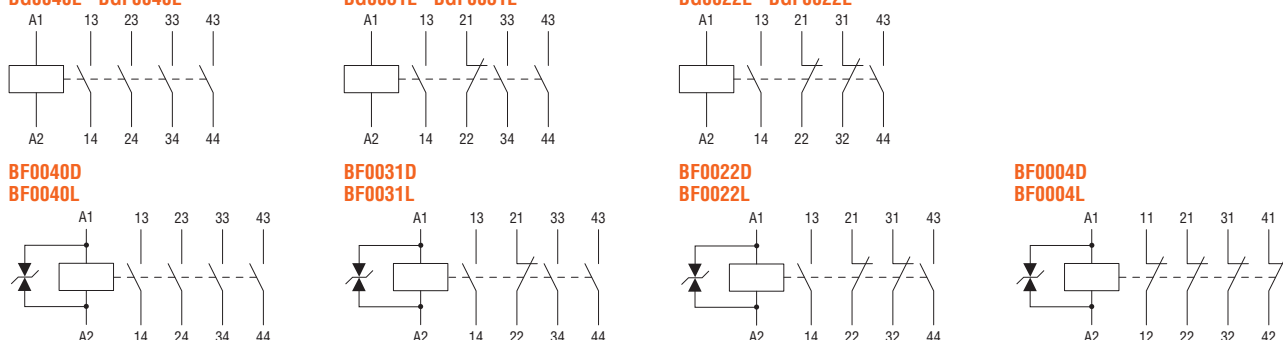 A1 13 23 33 43
A1 13 21 33 43
A1 13 21 31 43
A2 14 24 34 44
A2 14 22 34 44
A2 14 22 32 44
BF0040D
BF0040L
BF0031D
BF0031L
BF0022D
BF0022L
BF0004D
BF0004L
A1 13 23 33 43
A1 13 21 33 43
A1 13 21 31 43
A1 11 21 31 41
A2 14 24 34 44
A2 14 22 34 44
A2 14 22 32 44
A2 12 22 32 42